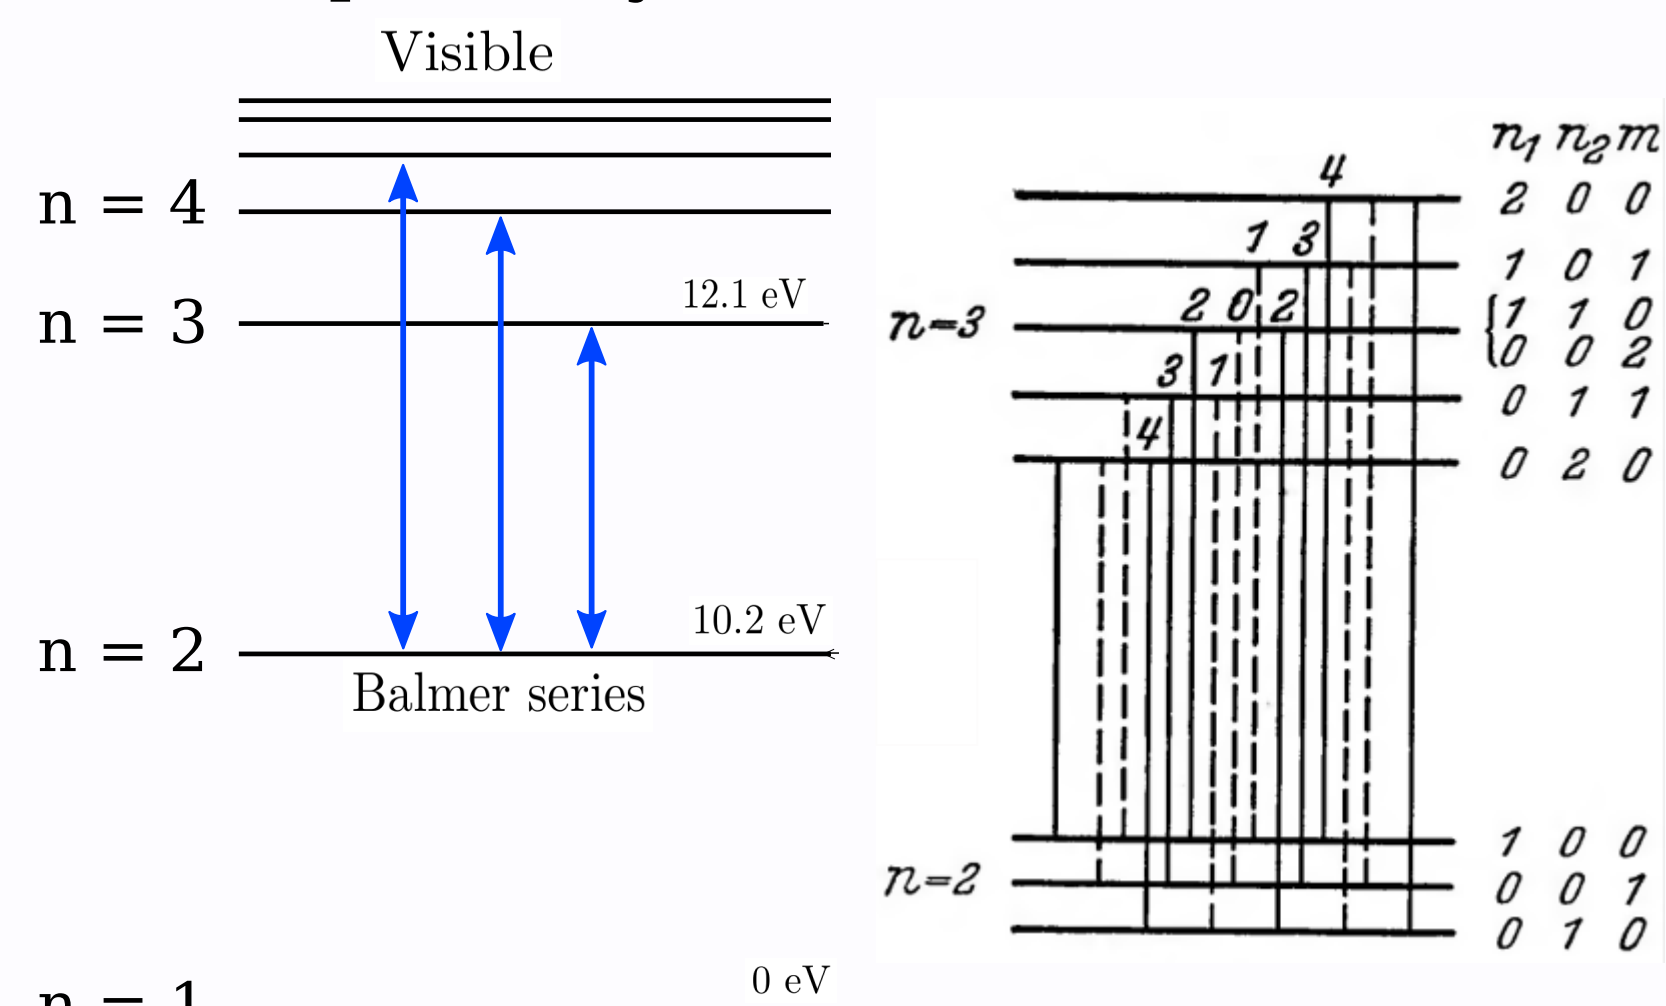 Visible
n = 4
12.1 eV
n = 3
10.2 eV
n = 2
Balmer series
0 eV
n = 1
n₁ n₂ m
4
2 0 0
1 3
1 0 1
2 0 2
n=3
1 1 0
0 0 2
3 1
0 1 1
4
0 2 0
1 0 0
n=2
0 0 1
0 1 0